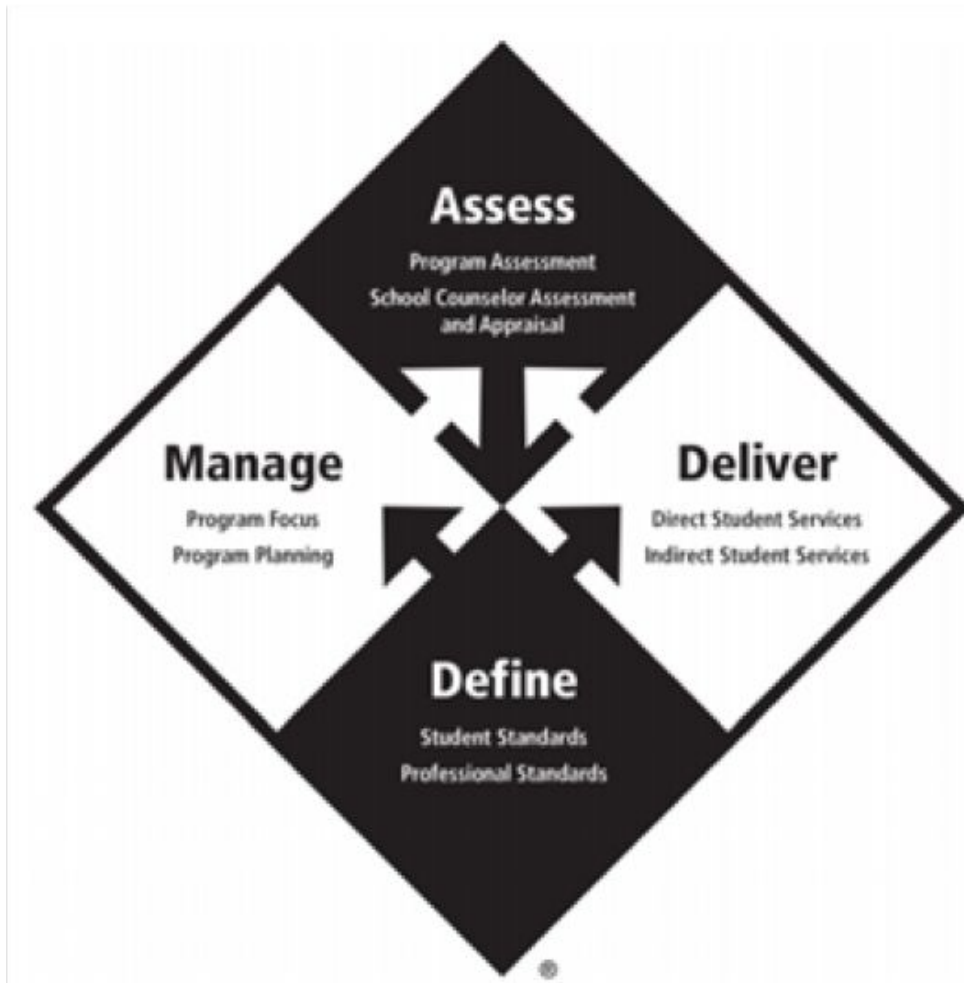 Assess
Program Assessment
School Counselor Assessment
and Appraisal
Manage
Program Focus
Program Planning
Deliver
Direct Student Services
Indirect Student Services
Define
Student Standards
Professional Standards
®